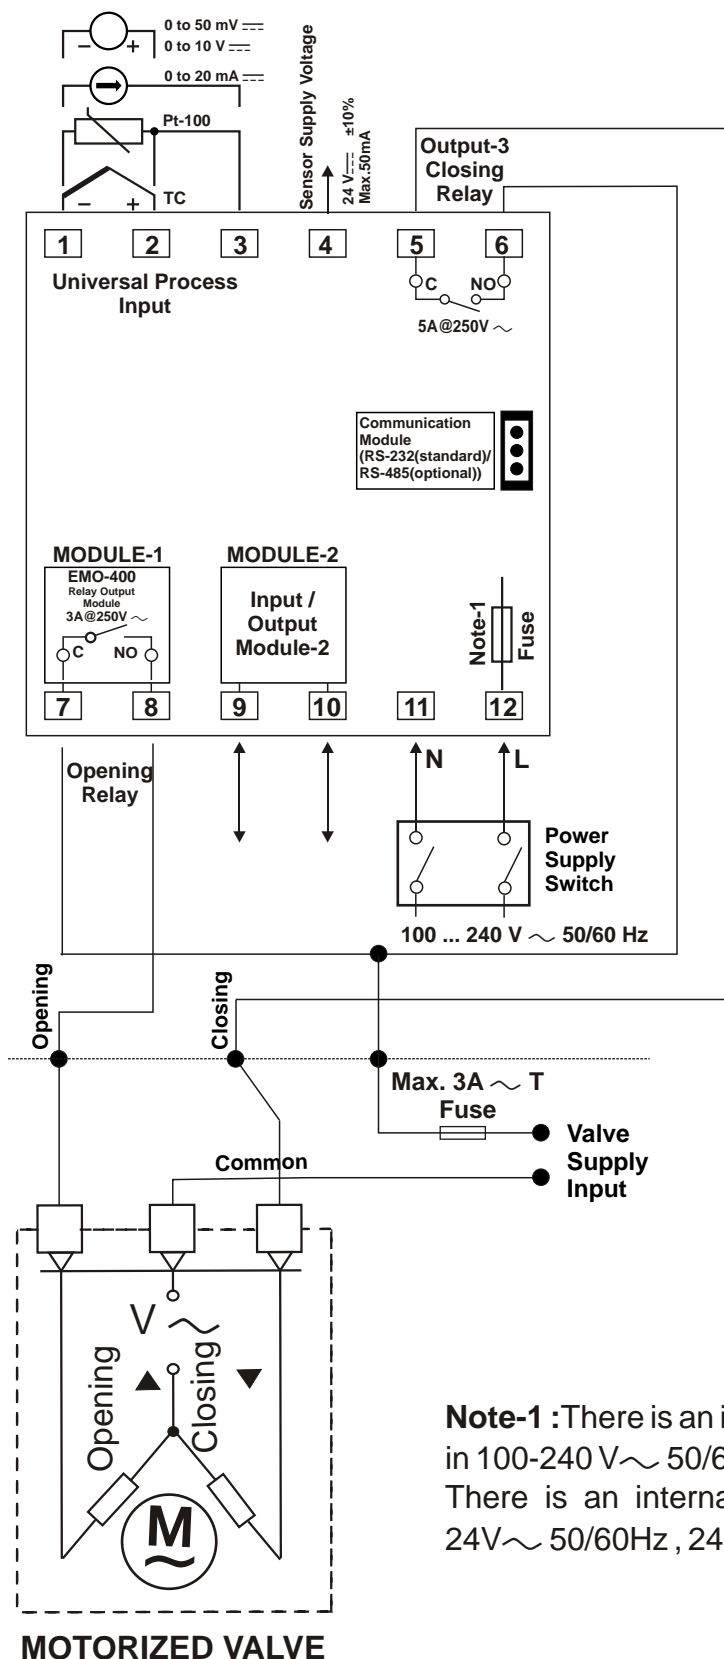 0 to 50 mV
0 to 10 V
− +
0 to 20 mA
Pt-100
TC
− +
Sensor Supply Voltage
24 V ±10%
Max.50mA
Output-3
Closing
Relay
1 2 3 4 5 6
Universal Process
Input
C NO
5A@250V ～
Communication
Module
(RS-232(standard)/
RS-485(optional))
MODULE-1
EMO-400
Relay Output
Module
3A@250V ～
C NO
MODULE-2
Input /
Output
Module-2
Note-1
Fuse
7 8 9 10 11 12
Opening
Relay
N L
Power
Supply
Switch
100 ... 240 V ～ 50/60 Hz
Opening
Closing
Max. 3A ～ T
Fuse
Valve
Supply
Input
Common
V ～
Opening
Closing
M
～
Note-1 :There is an
in 100-240 V～ 50/
There is an
24V～ 50/60Hz , 24
MOTORIZED VALVE